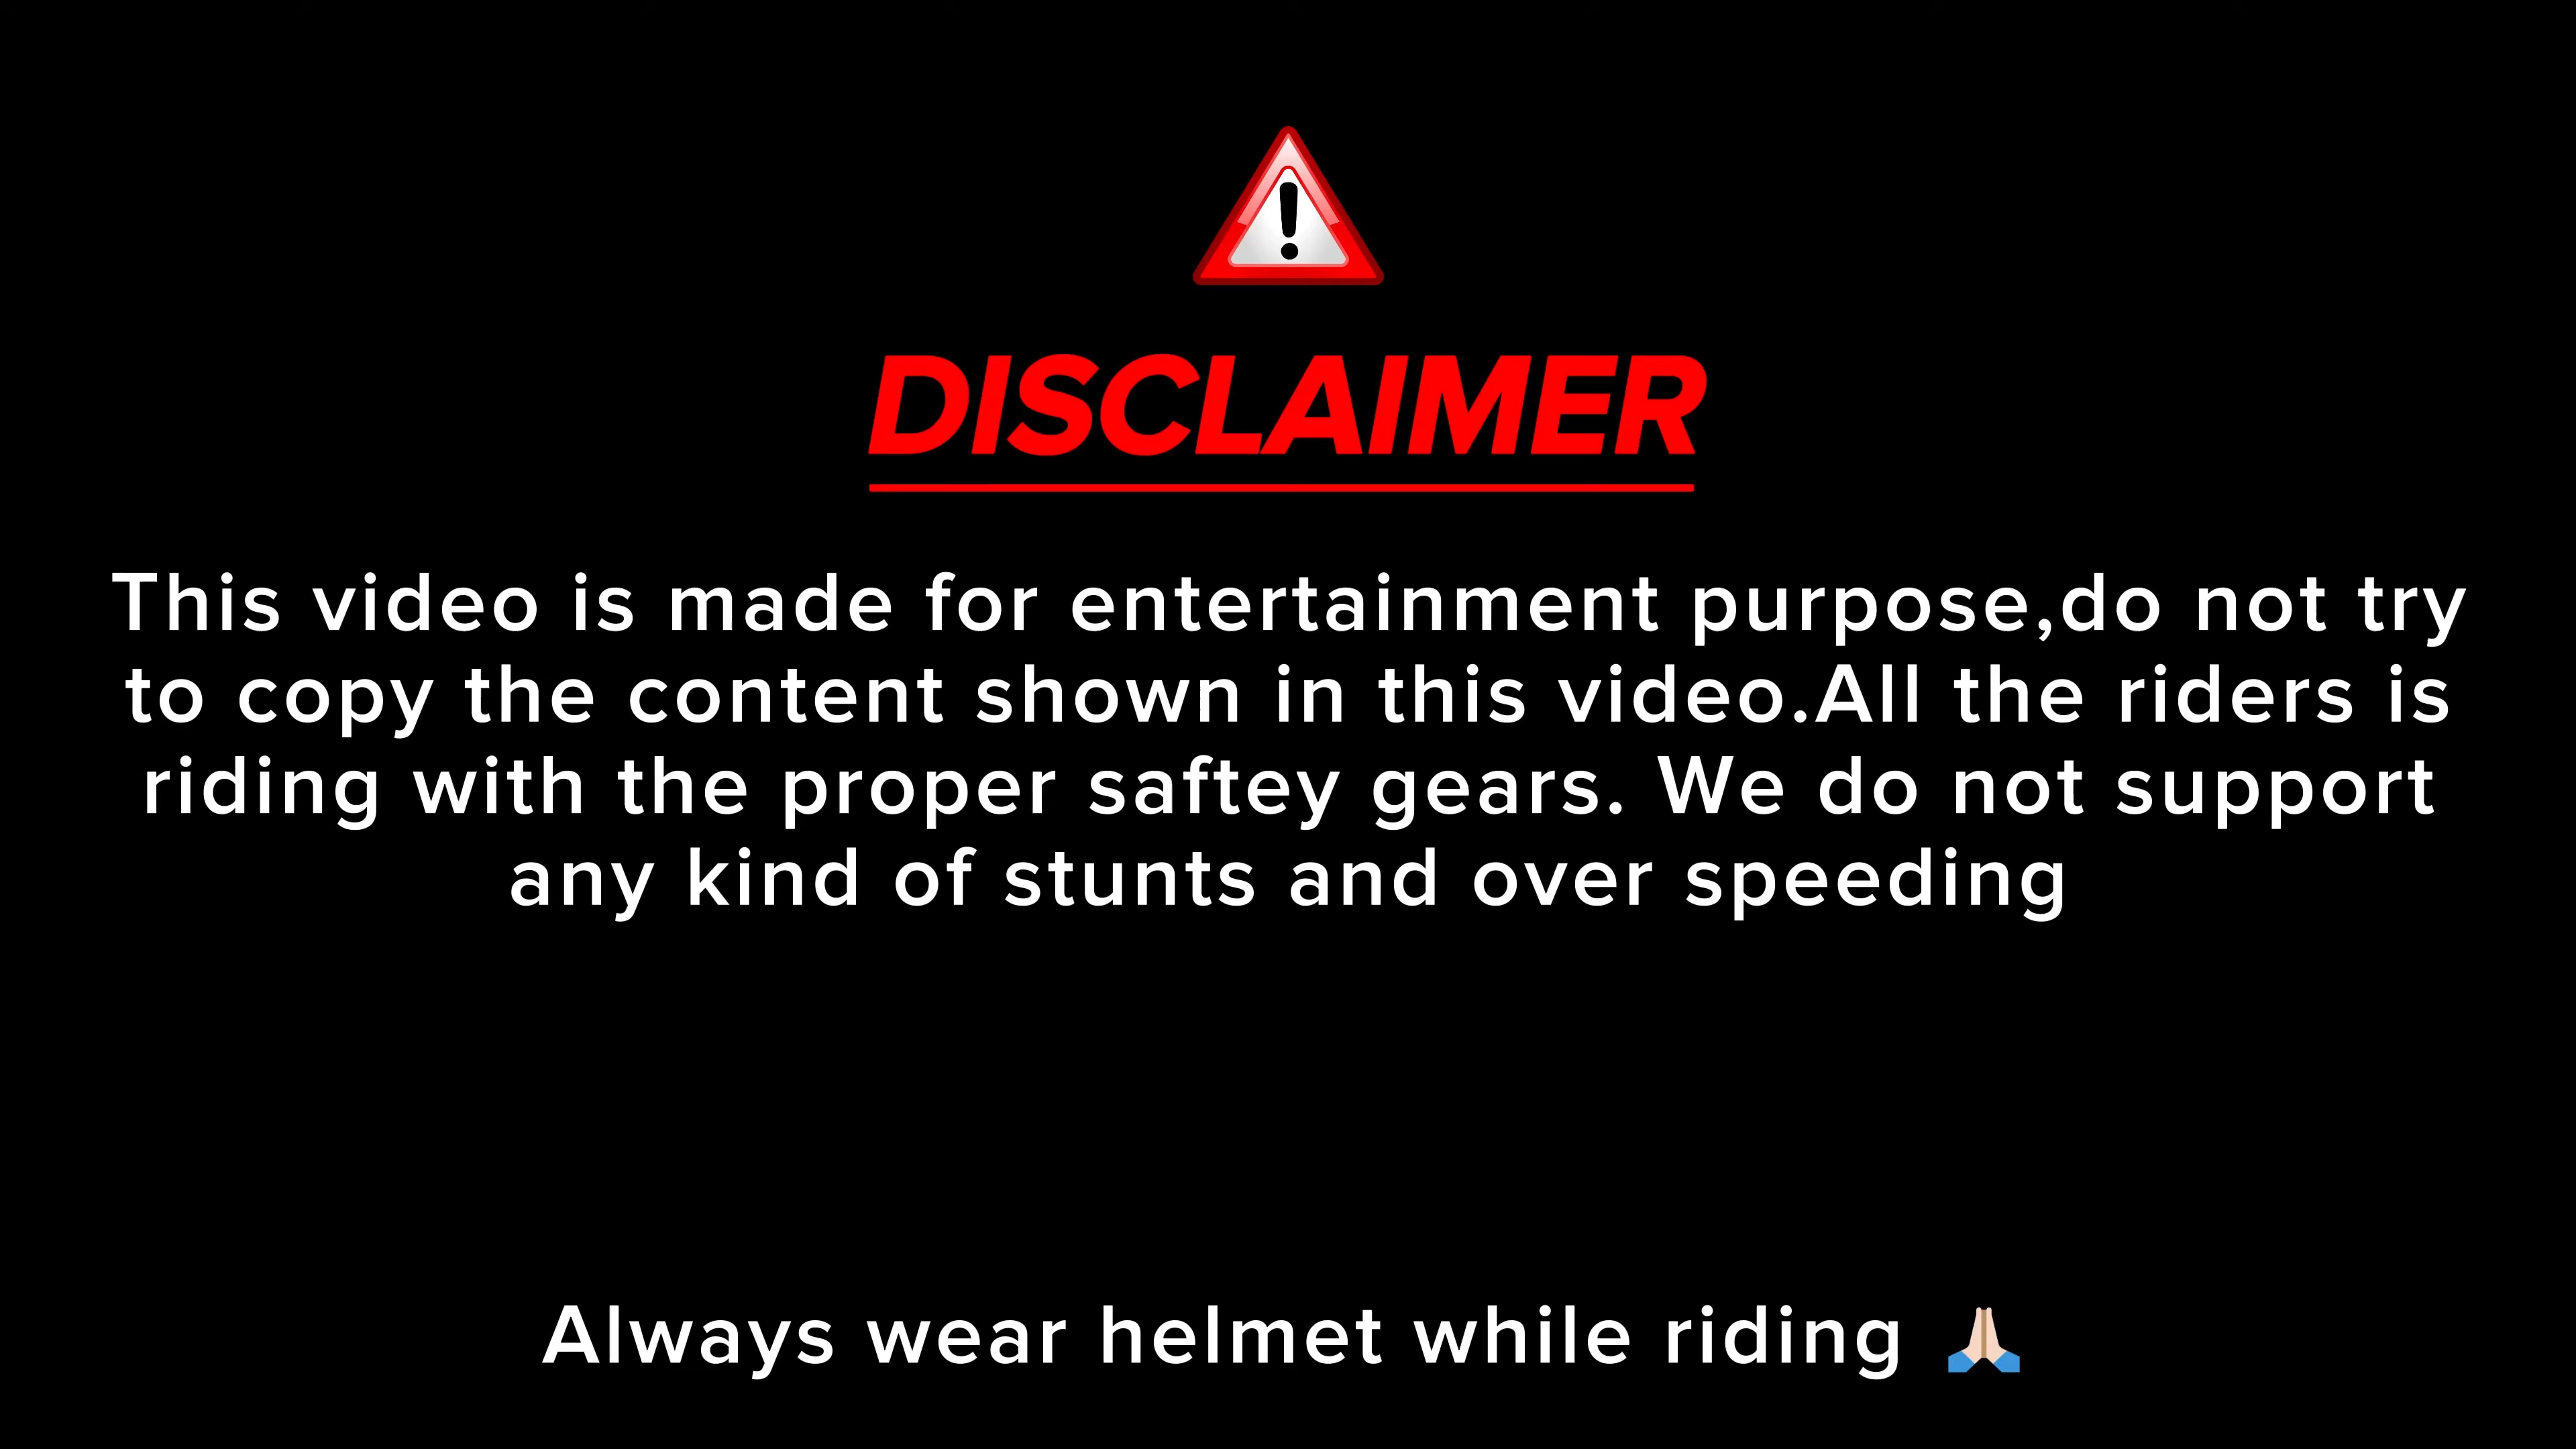 DISCLAIMER
This video is made for entertainment purpose,do not try
to copy the content shown in this video.All the riders is
riding with the proper saftey gears. We do not support
any kind of stunts and over speeding
Always wear helmet while riding 🙏🏻